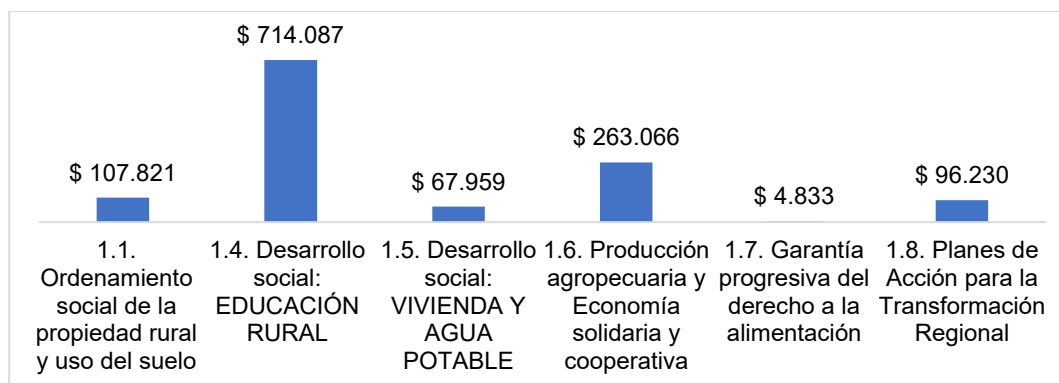 $ 107.821
$ 714.087
$ 67.959
$ 263.066
$ 4.833
$ 96.230
1.1.
Ordenamiento
social de la
propiedad rural
y uso del suelo
1.4. Desarrollo
social:
EDUCACIÓN
RURAL
1.5. Desarrollo
social:
VIVIENDA Y
AGUA
POTABLE
1.6. Producción
agropecuaria y
Economía
solidaria y
cooperativa
1.7. Garantía
progresiva del
derecho a la
alimentación
1.8. Planes de
Acción para la
Transformación
Regional